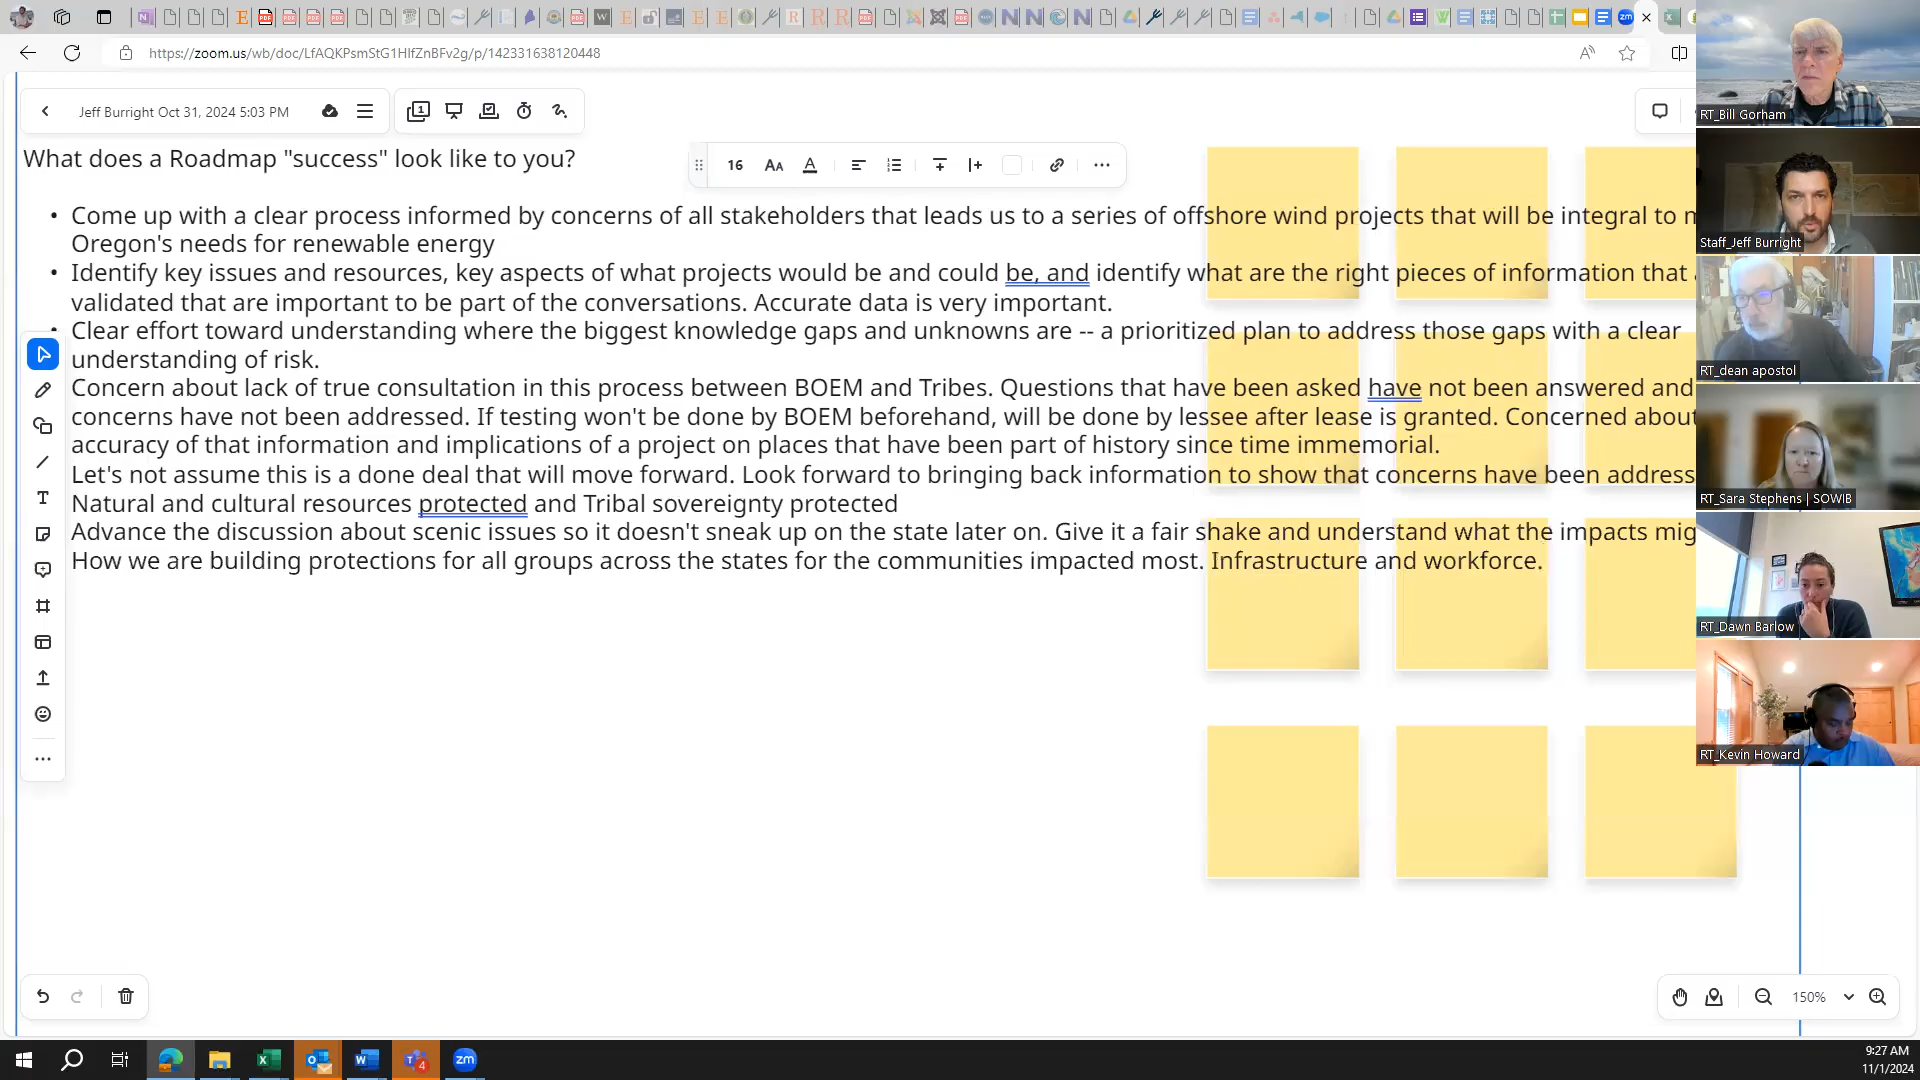 https://zoom.us/wb/doc/LfAQKPsmStG1HIfZnBFv2g/p/142331638120448
Jeff Burright Oct 31, 2024 5:03 PM
What does a Roadmap "success" look like to you?
16
• Come up with a clear process informed by concerns of all stakeholders that leads us to a series of offshore wind projects that will be integral to
Oregon's needs for renewable energy
• Identify key issues and resources, key aspects of what projects would be and could be, and identify what are the right pieces of information that
validated that are important to be part of the conversations. Accurate data is very important.
• Clear effort toward understanding where the biggest knowledge gaps and unknowns are -- a prioritized plan to address those gaps with a clear
understanding of risk.
Concern about lack of true consultation in this process between BOEM and Tribes. Questions that have been asked have not been answered and
concerns have not been addressed. If testing won't be done by BOEM beforehand, will be done by lessee after lease is granted. Concerned about
accuracy of that information and implications of a project on places that have been part of history since time immemorial.
Let's not assume this is a done deal that will move forward. Look forward to bringing back information to show that concerns have been address
Natural and cultural resources protected and Tribal sovereignty protected
Advance the discussion about scenic issues so it doesn't sneak up on the state later on. Give it a fair shake and understand what the impacts mig
How we are building protections for all groups across the states for the communities impacted most. Infrastructure and workforce.
RT_Bill Gorham
Staff_Jeff Burright
RT_dean apostol
RT_Sara Stephens | SOWIB
RT_Dawn Barlow
RT_Kevin Howard
150%
4
zm
9:27 AM
11/1/2024